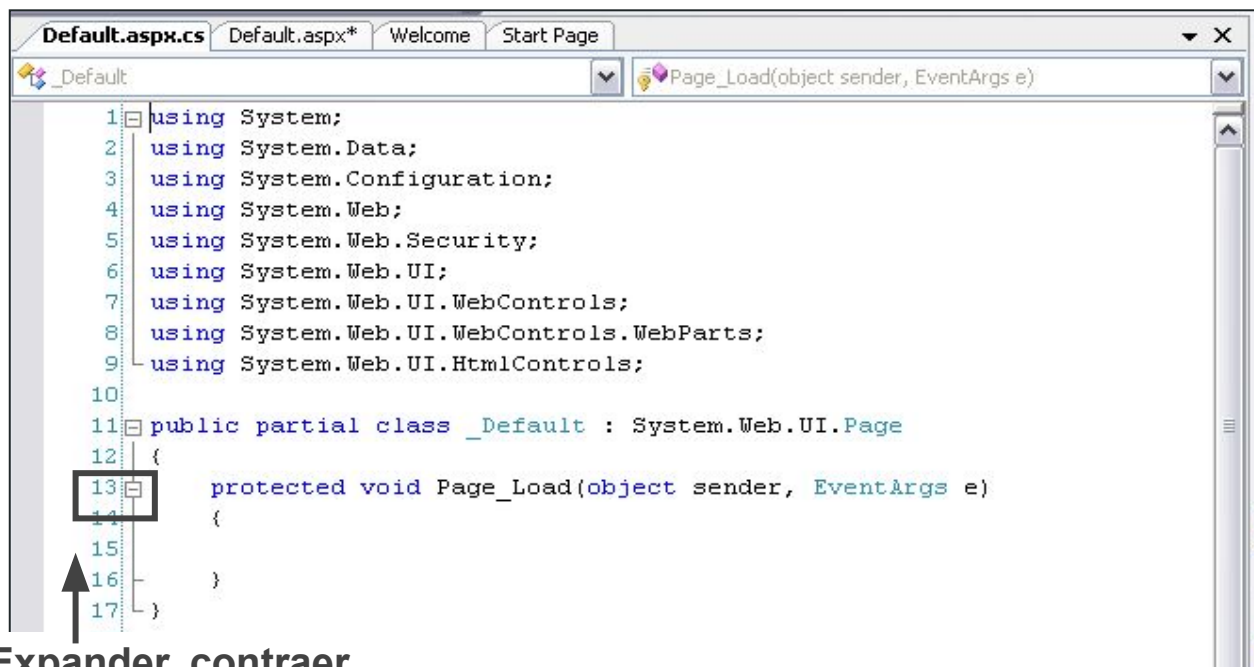 Default.aspx.cs Default.aspx* Welcome Start Page
_Default Page_Load(object sender, EventArgs e)
1 using System;
2 using System.Data;
3 using System.Configuration;
4 using System.Web;
5 using System.Web.Security;
6 using System.Web.UI;
7 using System.Web.UI.WebControls;
8 using System.Web.UI.WebControls.WebParts;
9 using System.Web.UI.HtmlControls;
10
11 public partial class _Default : System.Web.UI.Page
12 {
13 protected void Page_Load(object sender, EventArgs e)
14 {
15
16 }
17 }
Expander, contraer